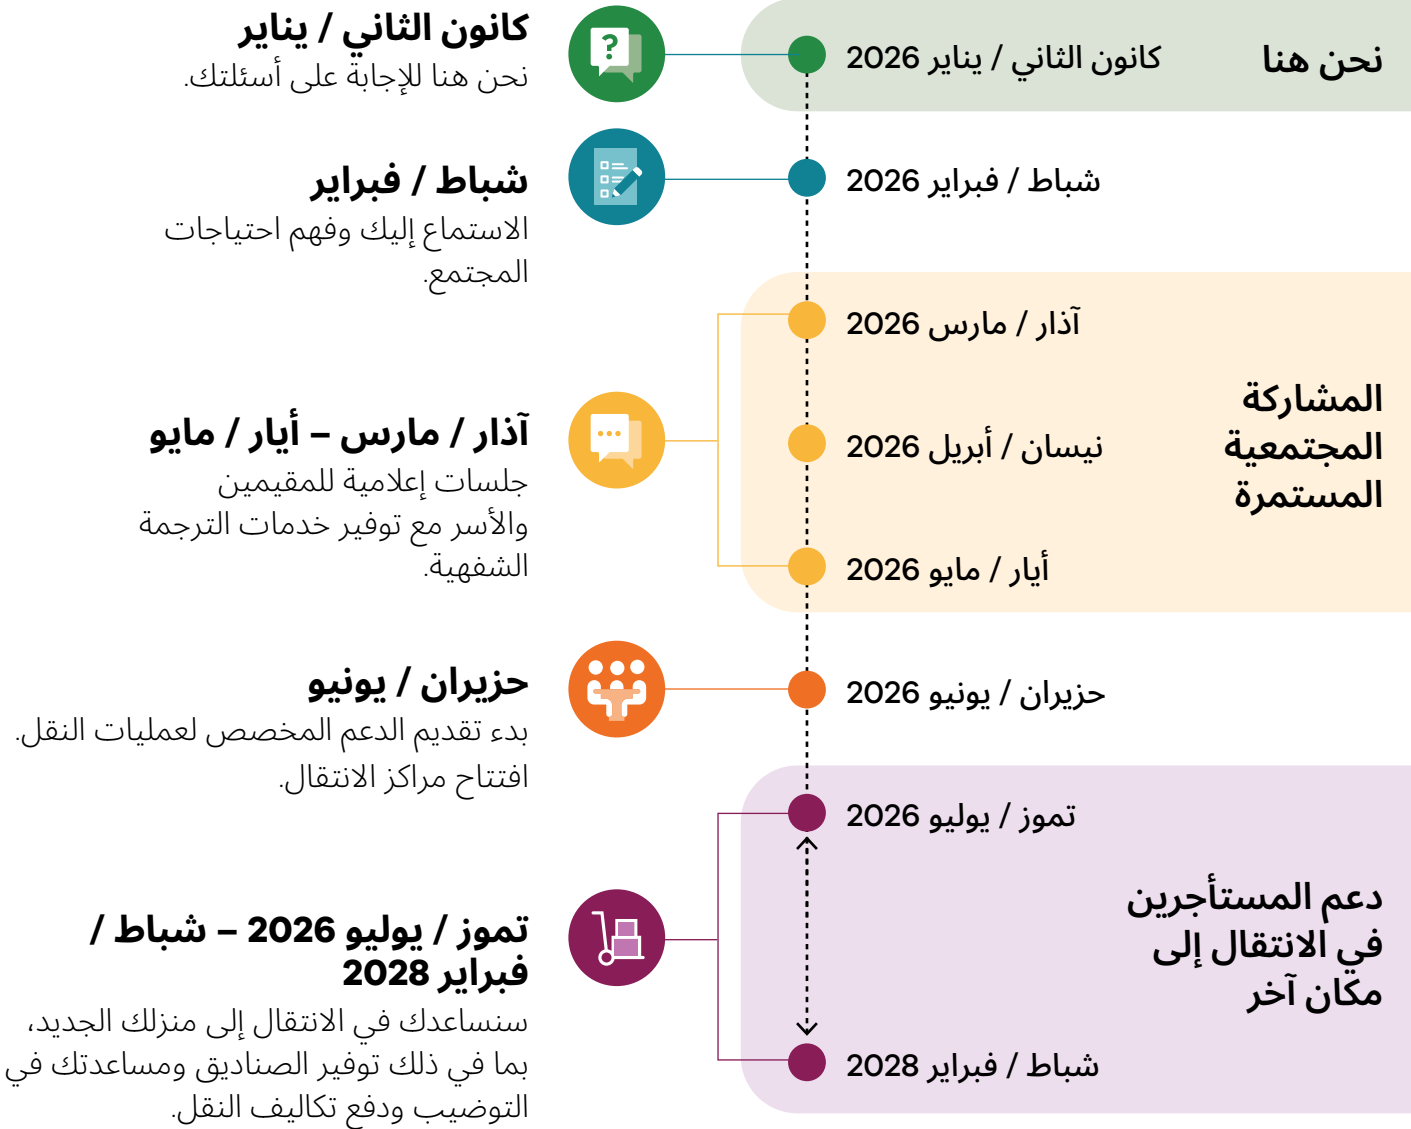 نحن هنا
كانون الثاني / يناير 2026
كانون الثاني / يناير
نحن هنا للإجابة على أسئلتك.
شباط / فبراير 2026
شباط / فبراير
الاستماع إليك وفهم احتياجات
المجتمع.
المشاركة
المجتمعية
المستمرة
آذار / مارس 2026
نيسان / أبريل 2026
أيار / مايو 2026
آذار / مارس – أيار / مايو
جلسات إعلامية للمقيمين
والأسر مع توفير خدمات الترجمة
الشفهية.
حزيران / يونيو 2026
حزيران / يونيو
بدء تقديم الدعم المخصص لعمليات النقل.
افتتاح مراكز الانتقال.
دعم المستأجرين
في الانتقال إلى
مكان آخر
تموز / يوليو 2026
شباط / فبراير 2028
تموز / يوليو 2026 – شباط /
فبراير 2028
سنساعدك في الانتقال إلى منزلك الجديد،
بما في ذلك توفير الصناديق ومساعدتك في
التوضيب ودفع تكاليف النقل.